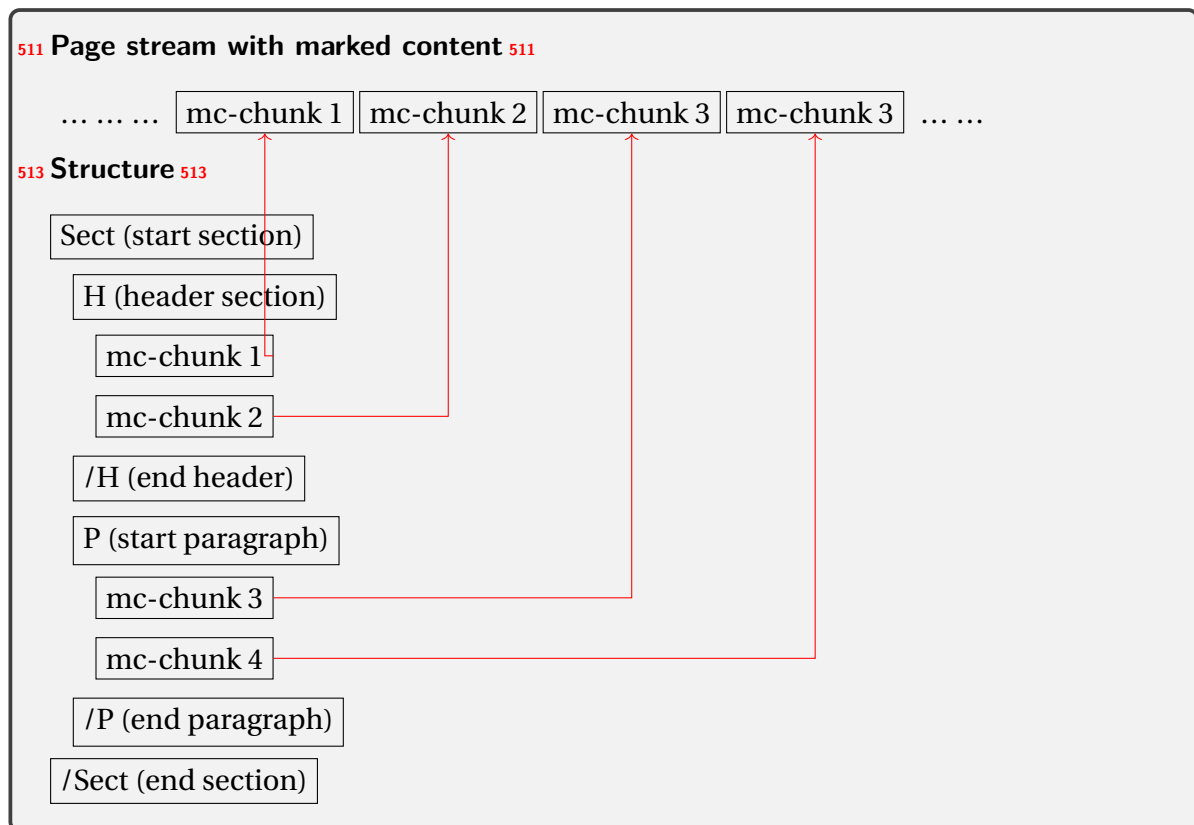 511 Page stream with marked content 511
… … … mc-chunk 1 mc-chunk 2 mc-chunk 3 mc-chunk 3 … …
513 Structure 513
Sect (start section)
H (header section)
mc-chunk 1
mc-chunk 2
/H (end header)
P (start paragraph)
mc-chunk 3
mc-chunk 4
/P (end paragraph)
/Sect (end section)